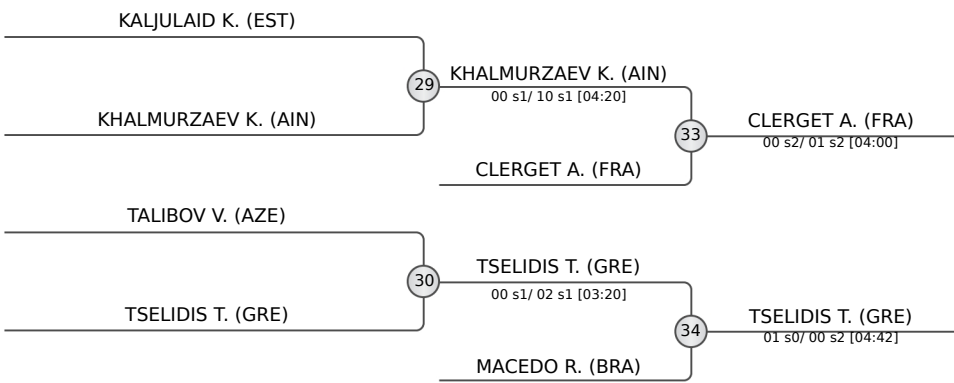 KALJULAID K. (EST)
29
KHALMURZAEV K. (AIN)
00 s1/ 10 s1 [04:20]
KHALMURZAEV K. (AIN)
33
CLERGET A. (FRA)
00 s2/ 01 s2 [04:00]
CLERGET A. (FRA)
TALIBOV V. (AZE)
30
TSELIDIS T. (GRE)
00 s1/ 02 s1 [03:20]
TSELIDIS T. (GRE)
34
TSELIDIS T. (GRE)
01 s0/ 00 s2 [04:42]
MACEDO R. (BRA)